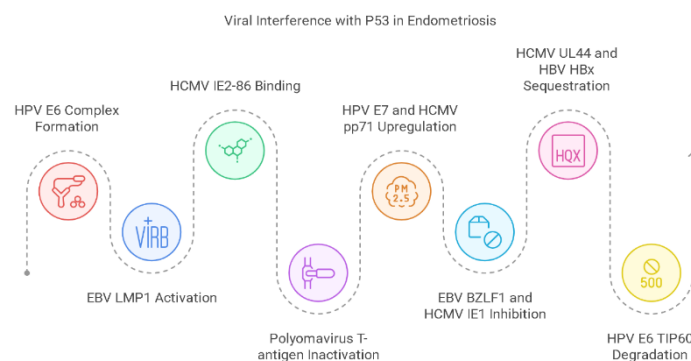 Viral Interference with P53 in Endometriosis
HPV E6 Complex
Formation
EBV LMP1 Activation
HCMV IE2-86 Binding
Polyomavirus T-
antigen Inactivation
HPV E7 and HCMV
pp71 Upregulation
EBV BZLF1 and
HCMV IE1 Inhibition
HCMV UL44 and
HBV HBx
Sequestration
HPV E6 TIP60
Degradation
VIRB
PM
2.5
HQX
500